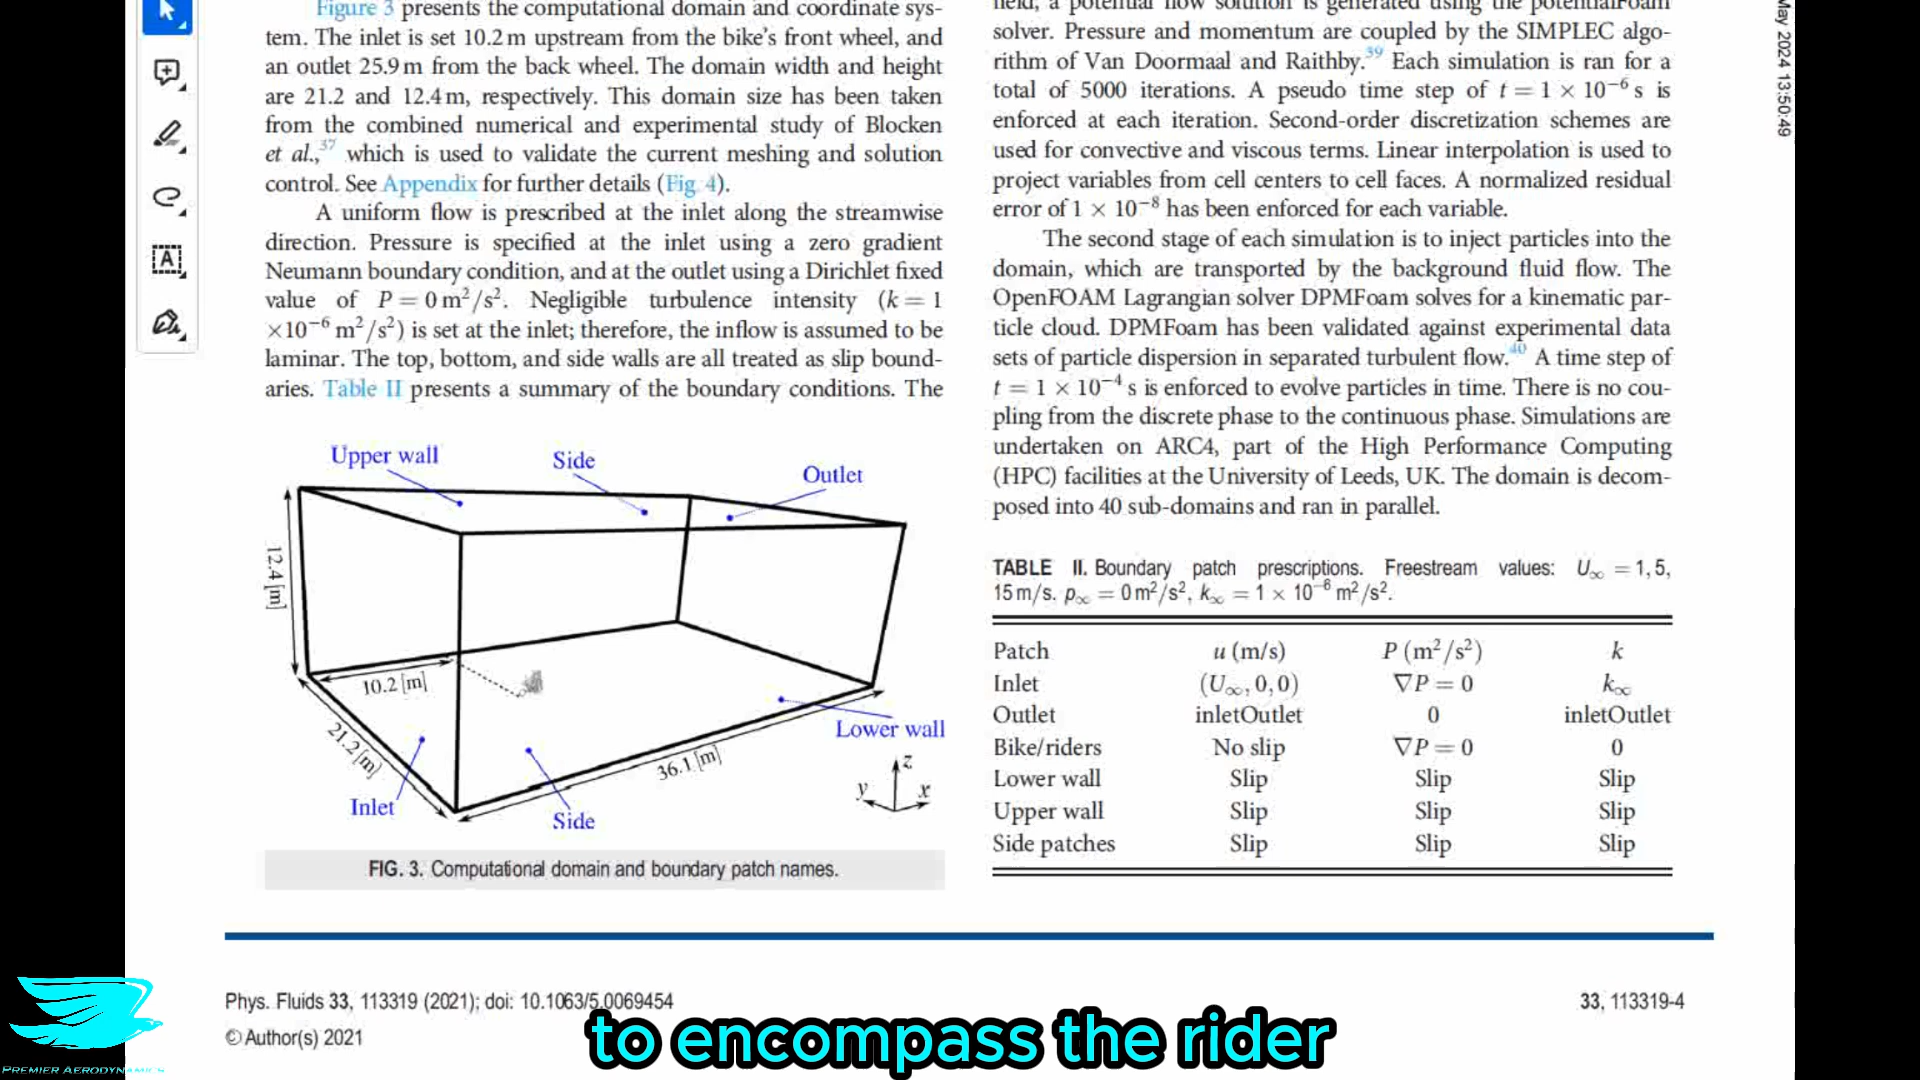 Figure 3 presents the computational domain and coordinate sys-
tem. The inlet is set 10.2 m upstream from the bike's front wheel, and
an outlet 25.9 m from the back wheel. The domain width and height
are 21.2 and 12.4 m, respectively. This domain size has been taken
from the combined numerical and experimental study of Blocken
et al.,37 which is used to validate the current meshing and solution
control. See Appendix for further details (Fig. 4).
A uniform flow is prescribed at the inlet along the streamwise
direction. Pressure is specified at the inlet using a zero gradient
Neumann boundary condition, and at the outlet using a Dirichlet fixed
value of P = 0 m²/s². Negligible turbulence intensity (k = 1
×10⁻⁶ m²/s²) is set at the inlet; therefore, the inflow is assumed to be
laminar. The top, bottom, and side walls are all treated as slip bound-
aries. Table II presents a summary of the boundary conditions. The
Upper wall
Side
Outlet
12.4 [m]
10.2 [m]
21.2 [m]
36.1 [m]
Lower wall
Inlet
Side
z
y
x
FIG. 3. Computational domain and boundary patch names.
field, a potential flow solution is generated using the potentialFoam
solver. Pressure and momentum are coupled by the SIMPLEC algo-
rithm of Van Doormaal and Raithby.39 Each simulation is ran for a
total of 5000 iterations. A pseudo time step of t = 1 × 10⁻⁶ s is
enforced at each iteration. Second-order discretization schemes are
used for convective and viscous terms. Linear interpolation is used to
project variables from cell centers to cell faces. A normalized residual
error of 1 × 10⁻⁸ has been enforced for each variable.
The second stage of each simulation is to inject particles into the
domain, which are transported by the background fluid flow. The
OpenFOAM Lagrangian solver DPMFoam solves for a kinematic par-
ticle cloud. DPMFoam has been validated against experimental data
sets of particle dispersion in separated turbulent flow.40 A time step of
t = 1 × 10⁻⁴ s is enforced to evolve particles in time. There is no cou-
pling from the discrete phase to the continuous phase. Simulations are
undertaken on ARC4, part of the High Performance Computing
(HPC) facilities at the University of Leeds, UK. The domain is decom-
posed into 40 sub-domains and ran in parallel.
TABLE II. Boundary patch prescriptions. Freestream values: U∞ = 1, 5,
15 m/s. p∞ = 0 m²/s², k∞ = 1 × 10⁻⁶ m²/s².
Patch u (m/s) P (m²/s²) k
Inlet (U∞, 0, 0) ∇P = 0 k∞
Outlet inletOutlet 0 inletOutlet
Bike/riders No slip ∇P = 0 0
Lower wall Slip Slip Slip
Upper wall Slip Slip Slip
Side patches Slip Slip Slip
May 2024 13:50:49
Phys. Fluids 33, 113319 (2021); doi: 10.1063/5.0069454
33, 113319-4
© Author(s) 2021
to encompass the rider
PREMIER AERODYNAMICS